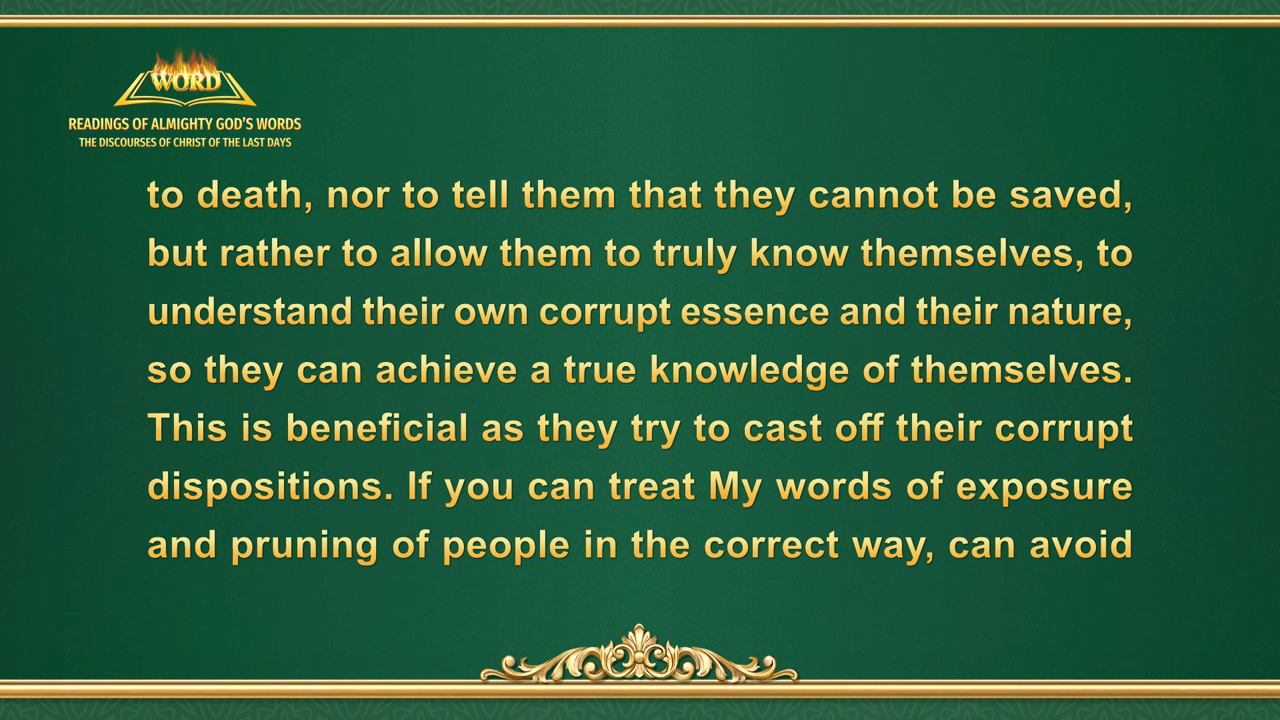 WORD
READINGS OF ALMIGHTY GOD'S WORDS
THE DISCOURSES OF CHRIST OF THE LAST DAYS
to death, nor to tell them that they cannot be saved,
but rather to allow them to truly know themselves, to
understand their own corrupt essence and their nature,
so they can achieve a true knowledge of themselves.
This is beneficial as they try to cast off their corrupt
dispositions. If you can treat My words of exposure
and pruning of people in the correct way, can avoid